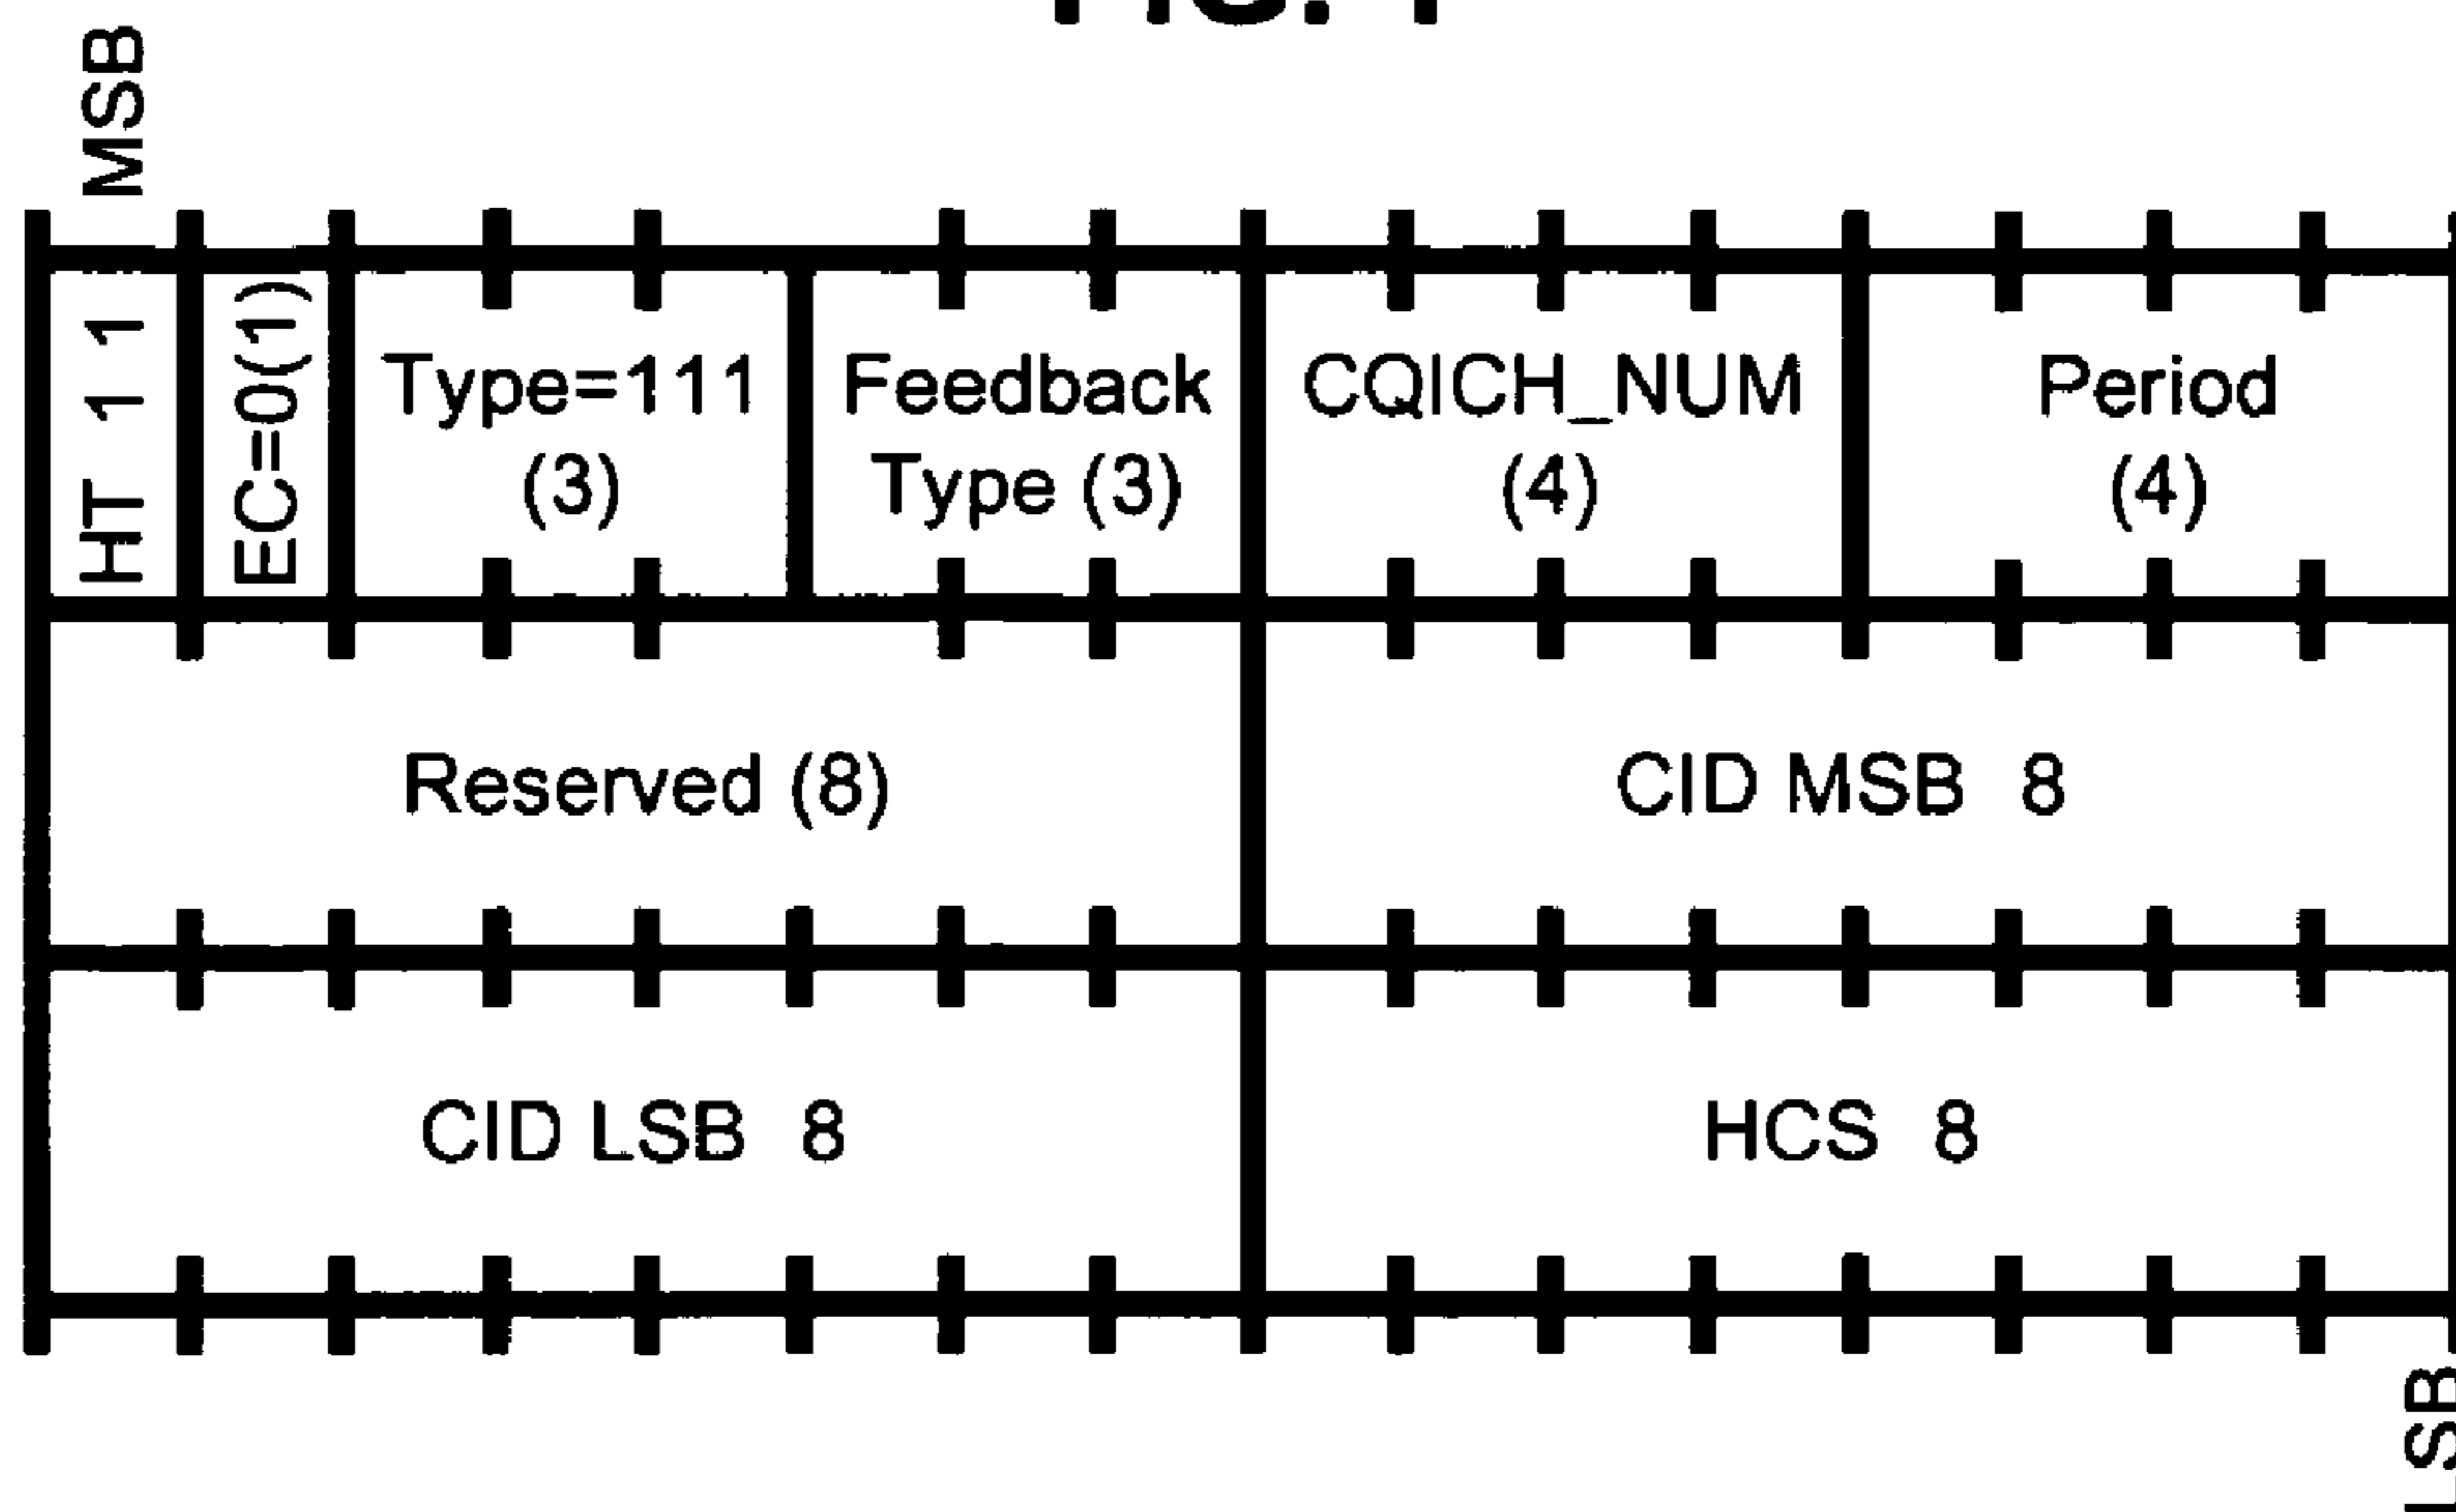 MSB
HT 1 1
EC=0(1)
Type=111
(3)
Feedback
Type (3)
CQICH_NUM
(4)
Period
(4)
Reserved (8)
CID MSB 8
CID LSB 8
HCS 8